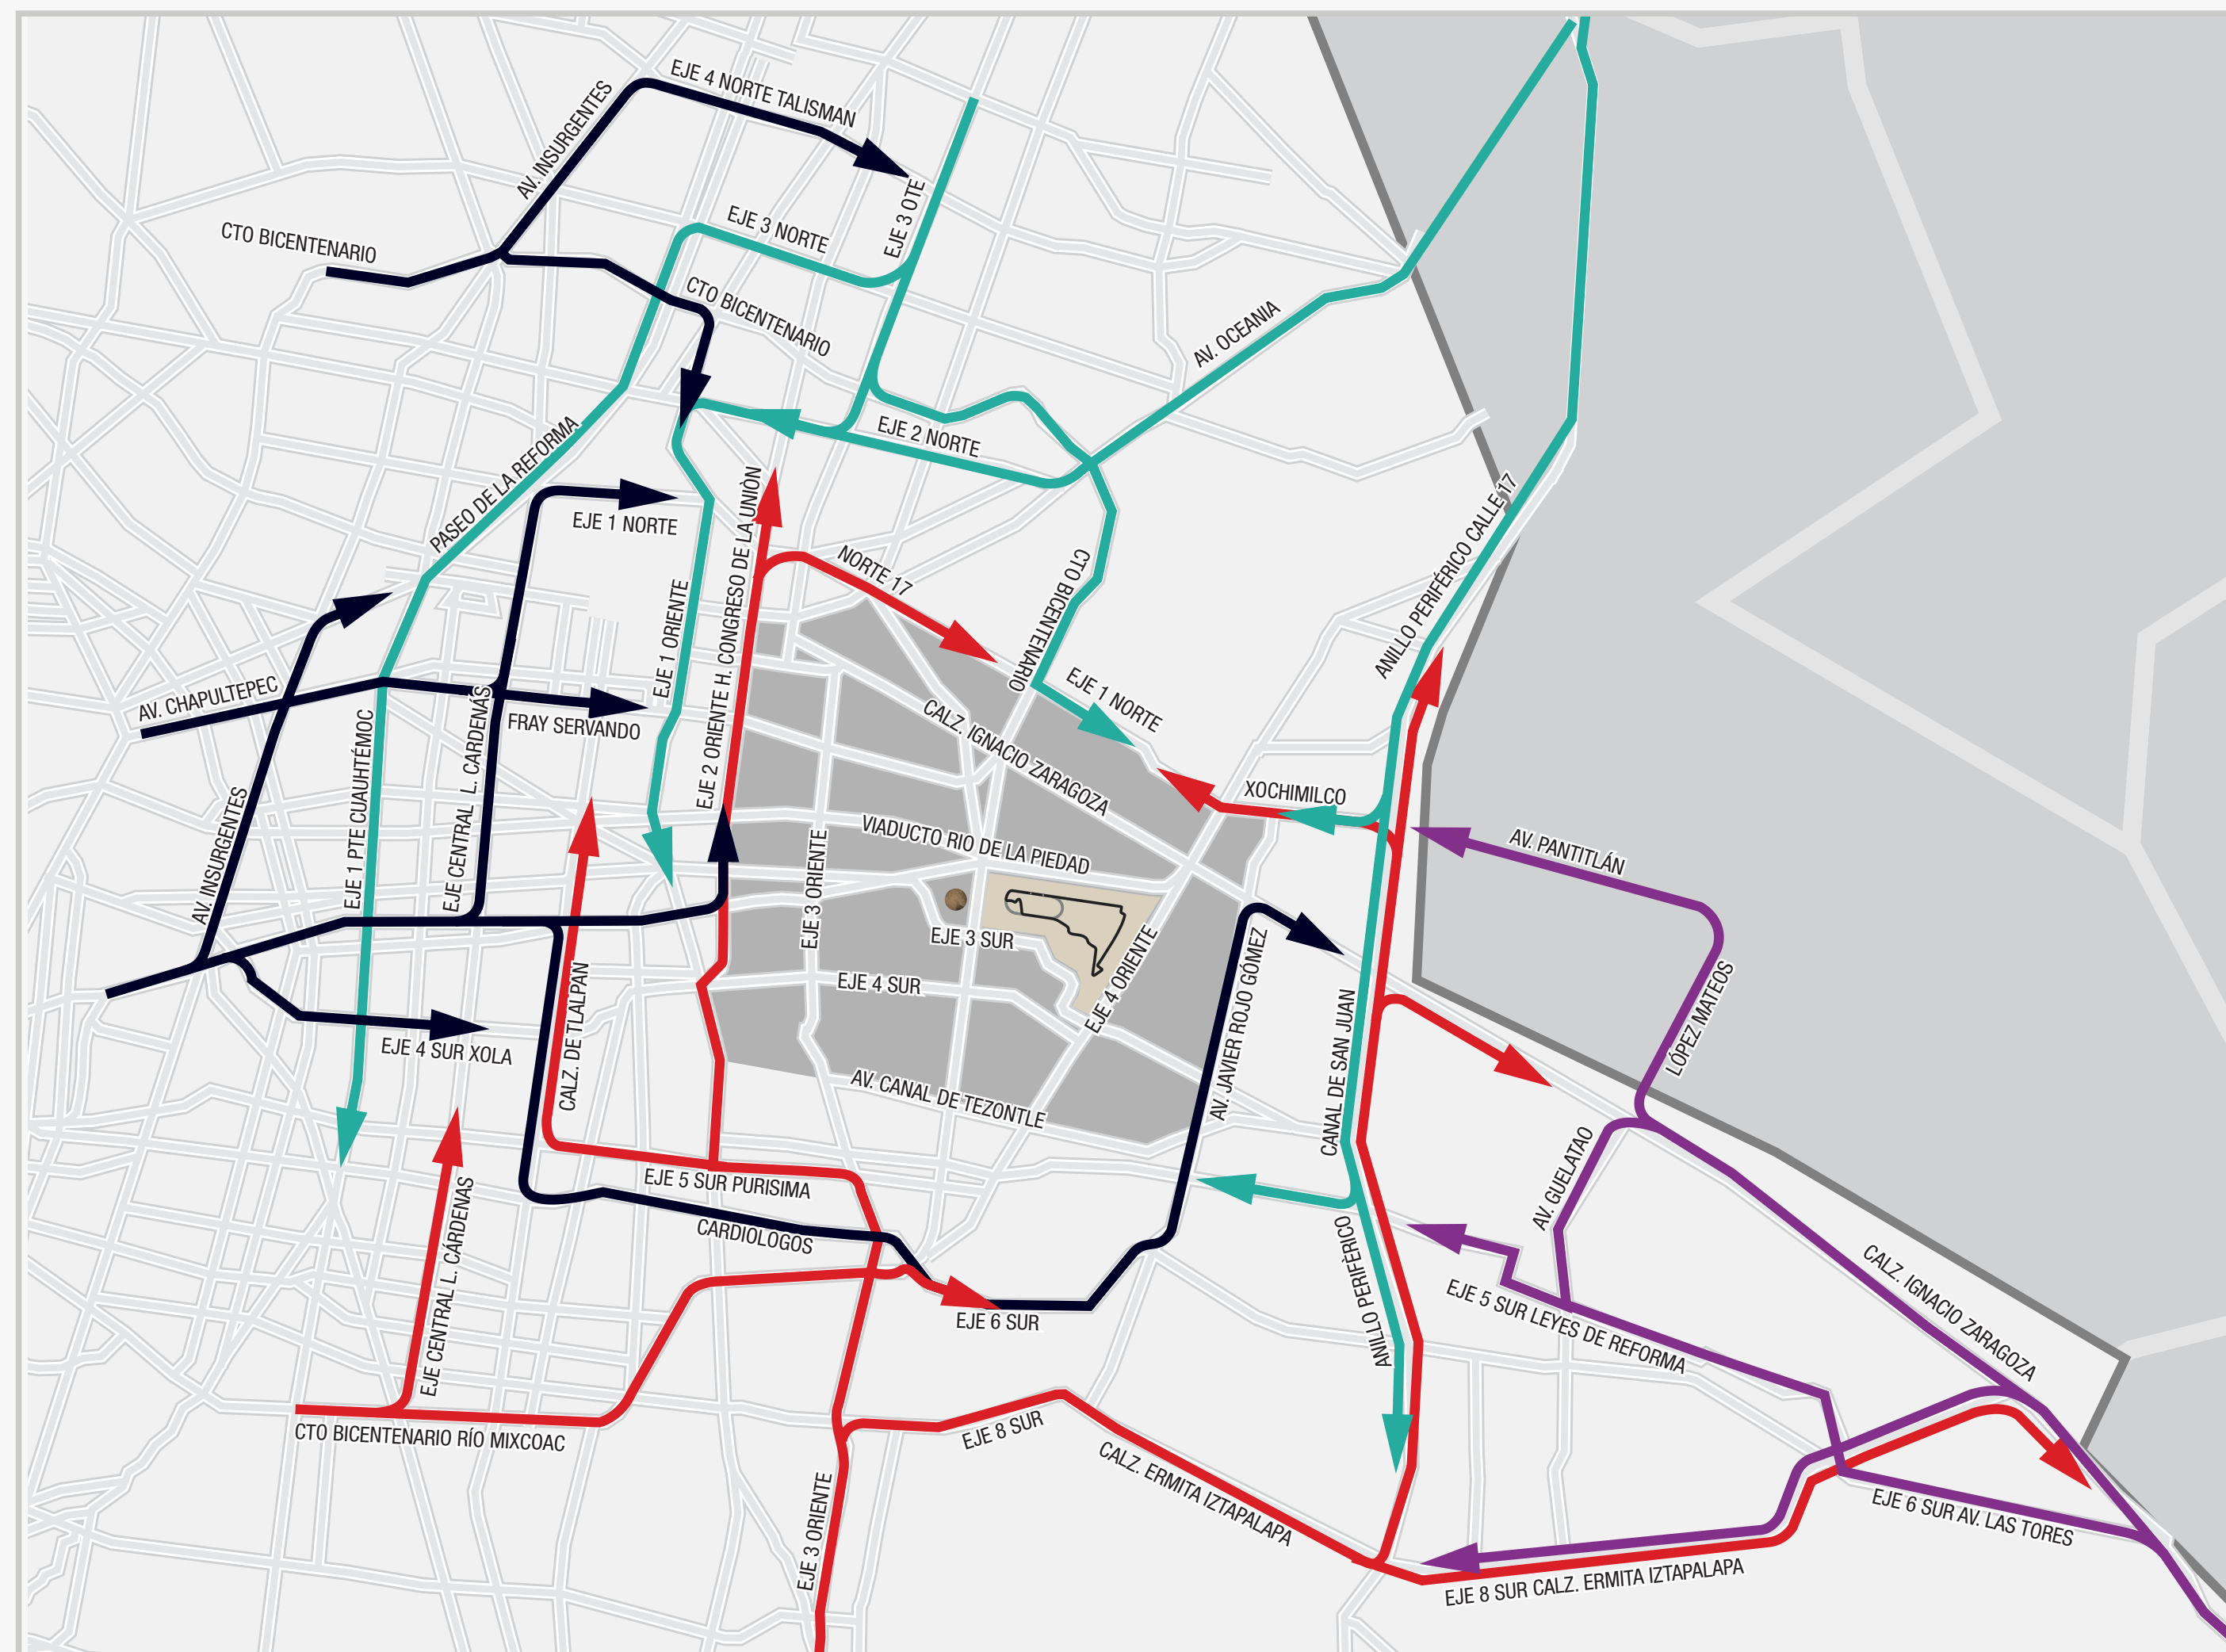 EJE 4 NORTE TALISMAN
AV. INSURGENTES
EJE 3 OTE
EJE 3 NORTE
CTO BICENTENARIO
CTO BICENTENARIO
AV. OCEANIA
EJE 2 NORTE
PASEO DE LA REFORMA
EJE 1 NORTE
EJE 2 ORIENTE H. CONGRESO DE LA UNIÒN
ANILLO PERIFÉRICO CALLE 17
NORTE 17
CTO BICENTENARIO
EJE 1 ORIENTE
AV. CHAPULTEPEC
FRAY SERVANDO
EJE 1 NORTE
CALZ. IGNACIO ZARAGOZA
EJE CENTRAL L. CARDENÁS
EJE 1 PTE CUAUHTÉMOC
XOCHIMILCO
AV. INSURGENTES
VIADUCTO RIO DE LA PIEDAD
EJE 3 ORIENTE
AV. PANTITLÁN
EJE 3 SUR
EJE 4 SUR
EJE 4 ORIENTE
AV. JAVIER ROJO GÓMEZ
LÓPEZ MATEOS
CALZ. DE TLALPAN
EJE 4 SUR XOLA
CANAL DE SAN JUAN
AV. CANAL DE TEZONTLE
AV. GUELATAO
EJE 5 SUR PURISIMA
CARDIOLOGOS
EJE CENTRAL L. CÁRDENAS
ANILLO PERIFÈRICO
CALZ. IGNACIO ZARAGOZA
EJE 5 SUR LEYES DE REFORMA
EJE 6 SUR
CTO BICENTENARIO RÍO MIXCOAC
EJE 8 SUR
CALZ. ERMITA IZTAPALAPA
EJE 3 ORIENTE
EJE 6 SUR AV. LAS TORES
EJE 8 SUR CALZ. ERMITA IZTAPALAPA